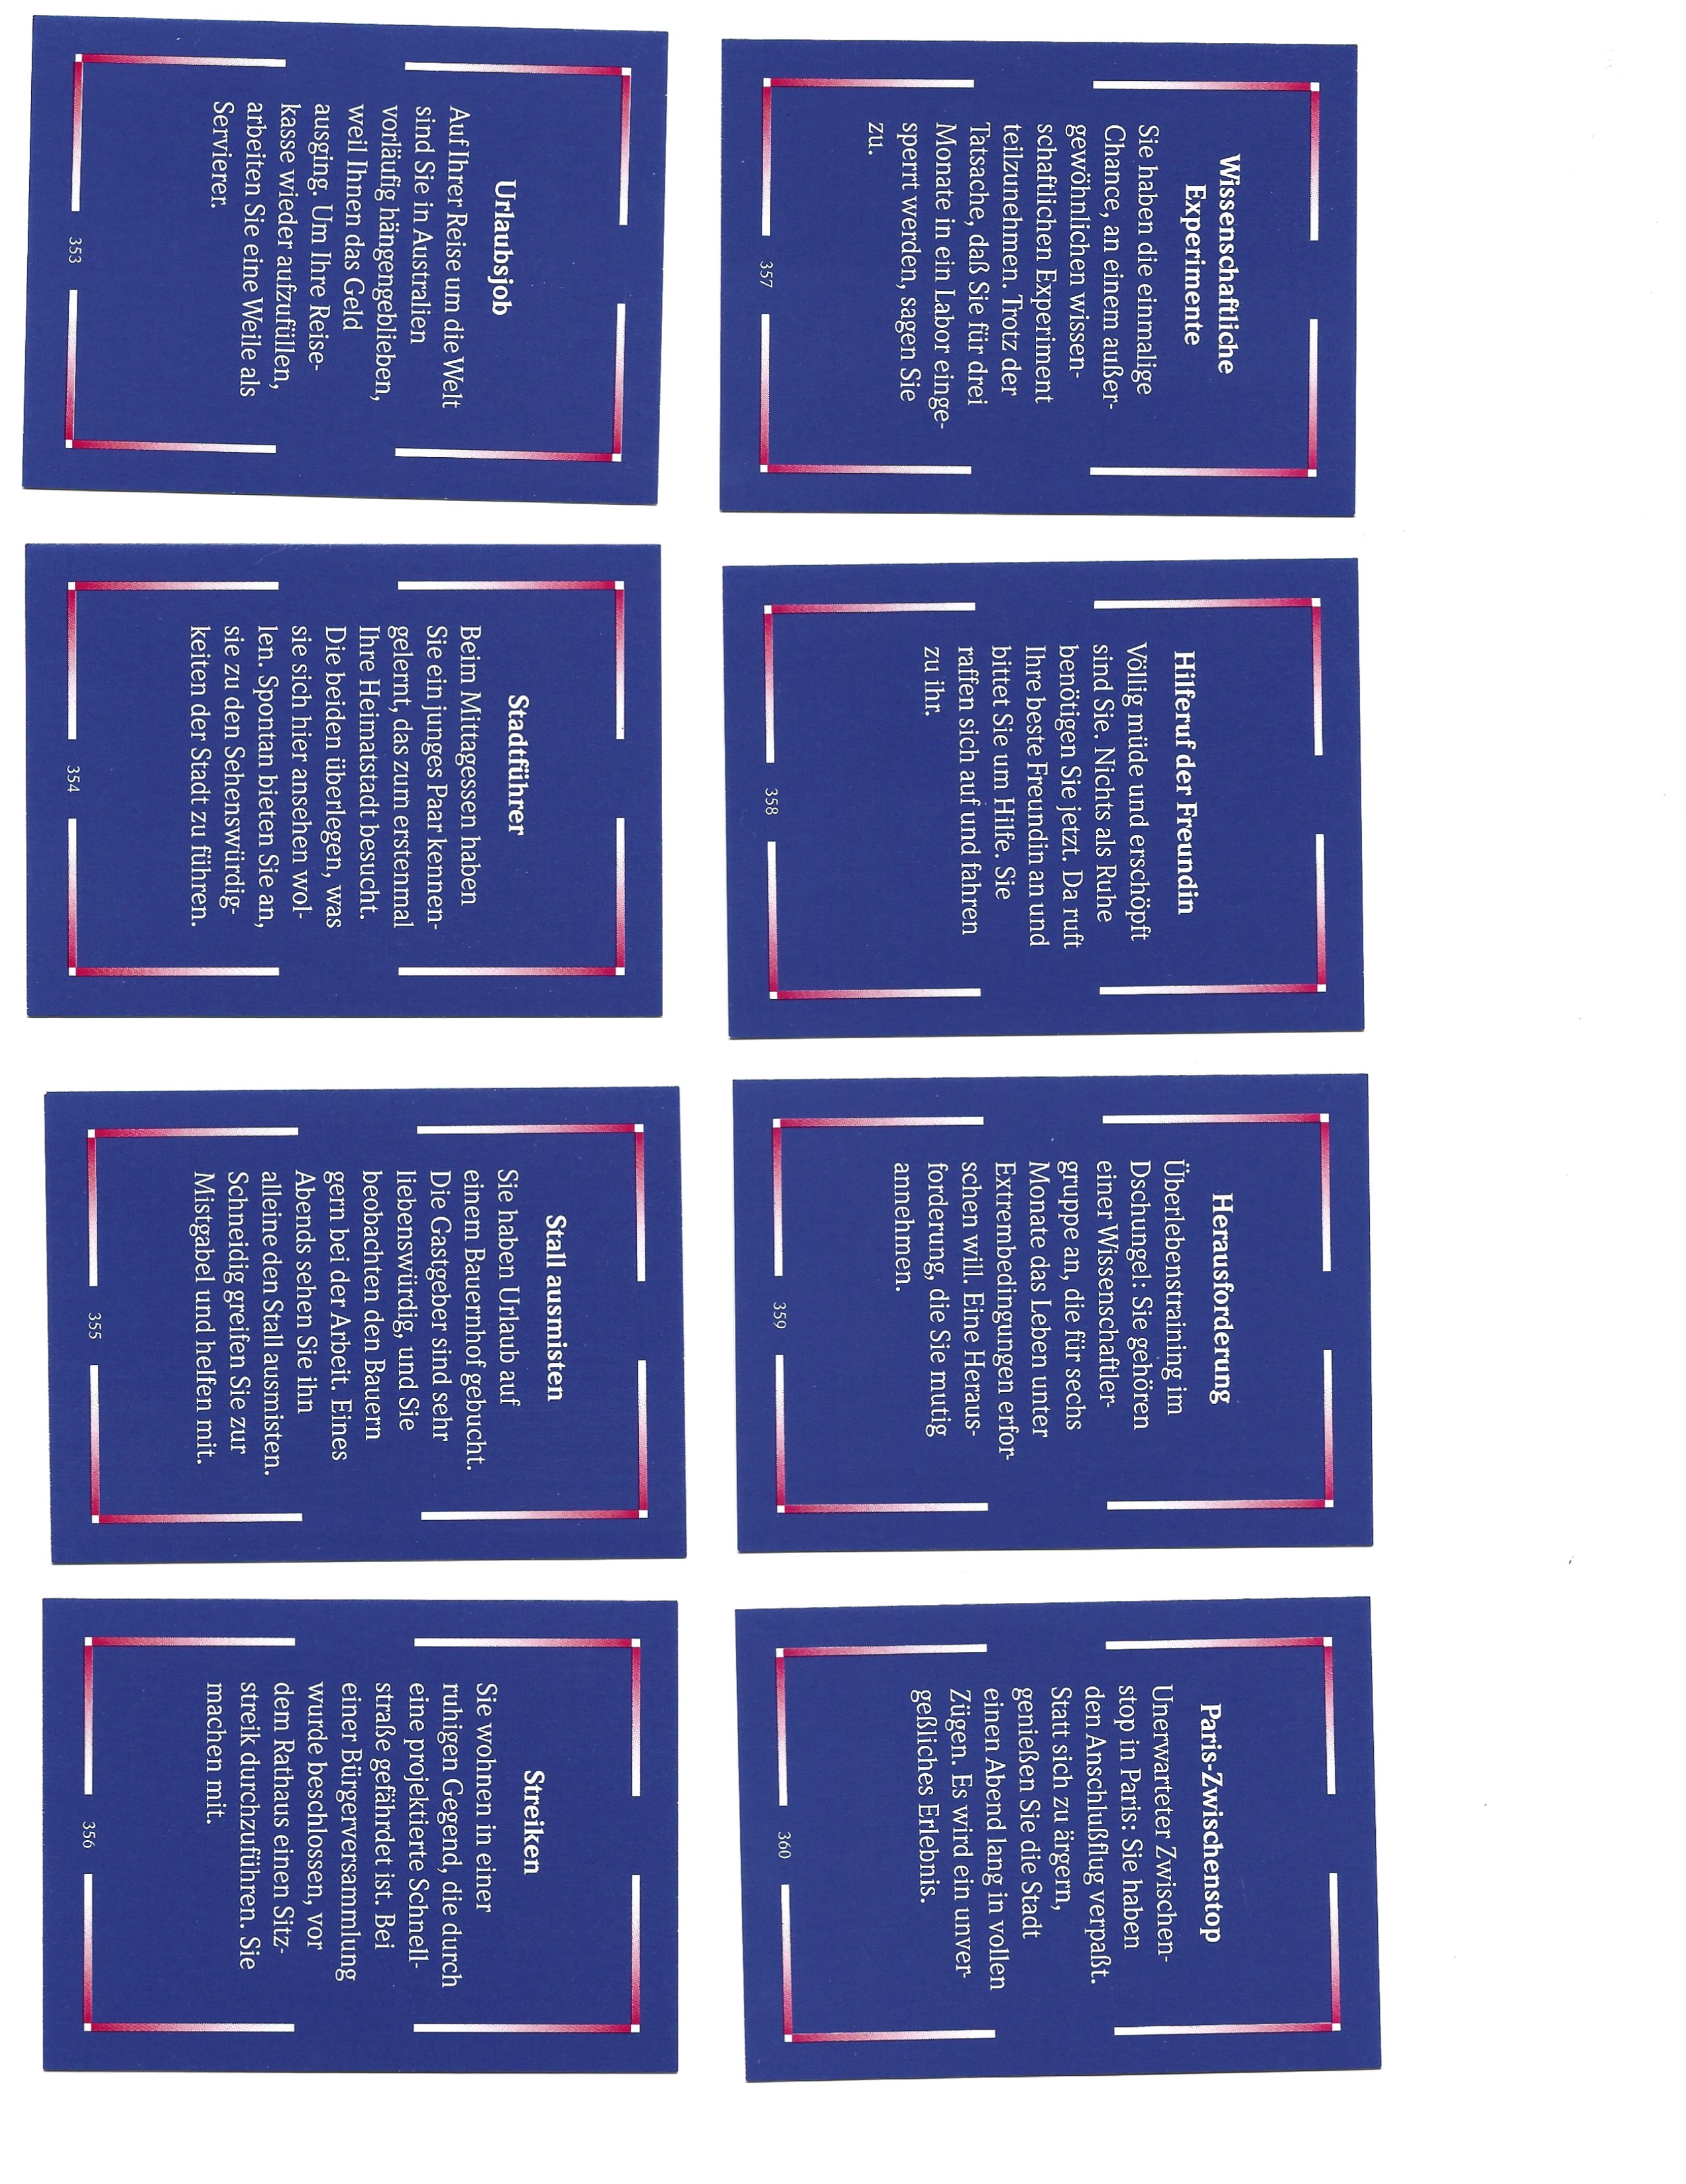 Wissenschaftliche
Experimente
Sie haben die einmalige
Chance, an einem außer-
gewöhnlichen wissen-
schaftlichen Experiment
teilzunehmen. Trotz der
Tatsache, daß Sie für drei
Monate in ein Labor einge-
sperrt werden, sagen Sie
zu.
357
Hilferuf der Freundin
Völlig müde und erschöpft
sind Sie. Nichts als Ruhe
benötigen Sie jetzt. Da ruft
Ihre beste Freundin an und
bittet Sie um Hilfe. Sie
raffen sich auf und fahren
zu ihr.
358
Herausforderung
Überlebenstraining im
Dschungel: Sie gehören
einer Wissenschaftler-
gruppe an, die für sechs
Monate das Leben unter
Extrembedingungen erfor-
schen will. Eine Heraus-
forderung, die Sie mutig
annehmen.
359
Paris-Zwischenstop
Unerwarteter Zwischen-
stop in Paris: Sie haben
den Anschlußflug verpaßt.
Statt sich zu ärgern,
genießen Sie die Stadt
einen Abend lang in vollen
Zügen. Es wird ein unver-
geßliches Erlebnis.
360
Urlaubsjob
Auf Ihrer Reise um die Welt
sind Sie in Australien
vorläufig hängengeblieben,
weil Ihnen das Geld
ausging. Um Ihre Reise-
kasse wieder aufzufüllen,
arbeiten Sie eine Weile als
Servierer.
353
Stadtführer
Beim Mittagessen haben
Sie ein junges Paar kennen-
gelernt, das zum erstenmal
Ihre Heimatstadt besucht.
Die beiden überlegen, was
sie sich hier ansehen wol-
len. Spontan bieten Sie an,
sie zu den Sehenswürdig-
keiten der Stadt zu führen.
354
Stall ausmisten
Sie haben Urlaub auf
einem Bauernhof gebucht.
Die Gastgeber sind sehr
liebenswürdig, und Sie
beobachten den Bauern
gern bei der Arbeit. Eines
Abends sehen Sie ihn
alleine den Stall ausmisten.
Schneidig greifen Sie zur
Mistgabel und helfen mit.
355
Streiken
Sie wohnen in einer
ruhigen Gegend, die durch
eine projektierte Schnell-
straße gefährdet ist. Bei
einer Bürgerversammlung
wurde beschlossen, vor
dem Rathaus einen Sitz-
streik durchzuführen. Sie
machen mit.
356